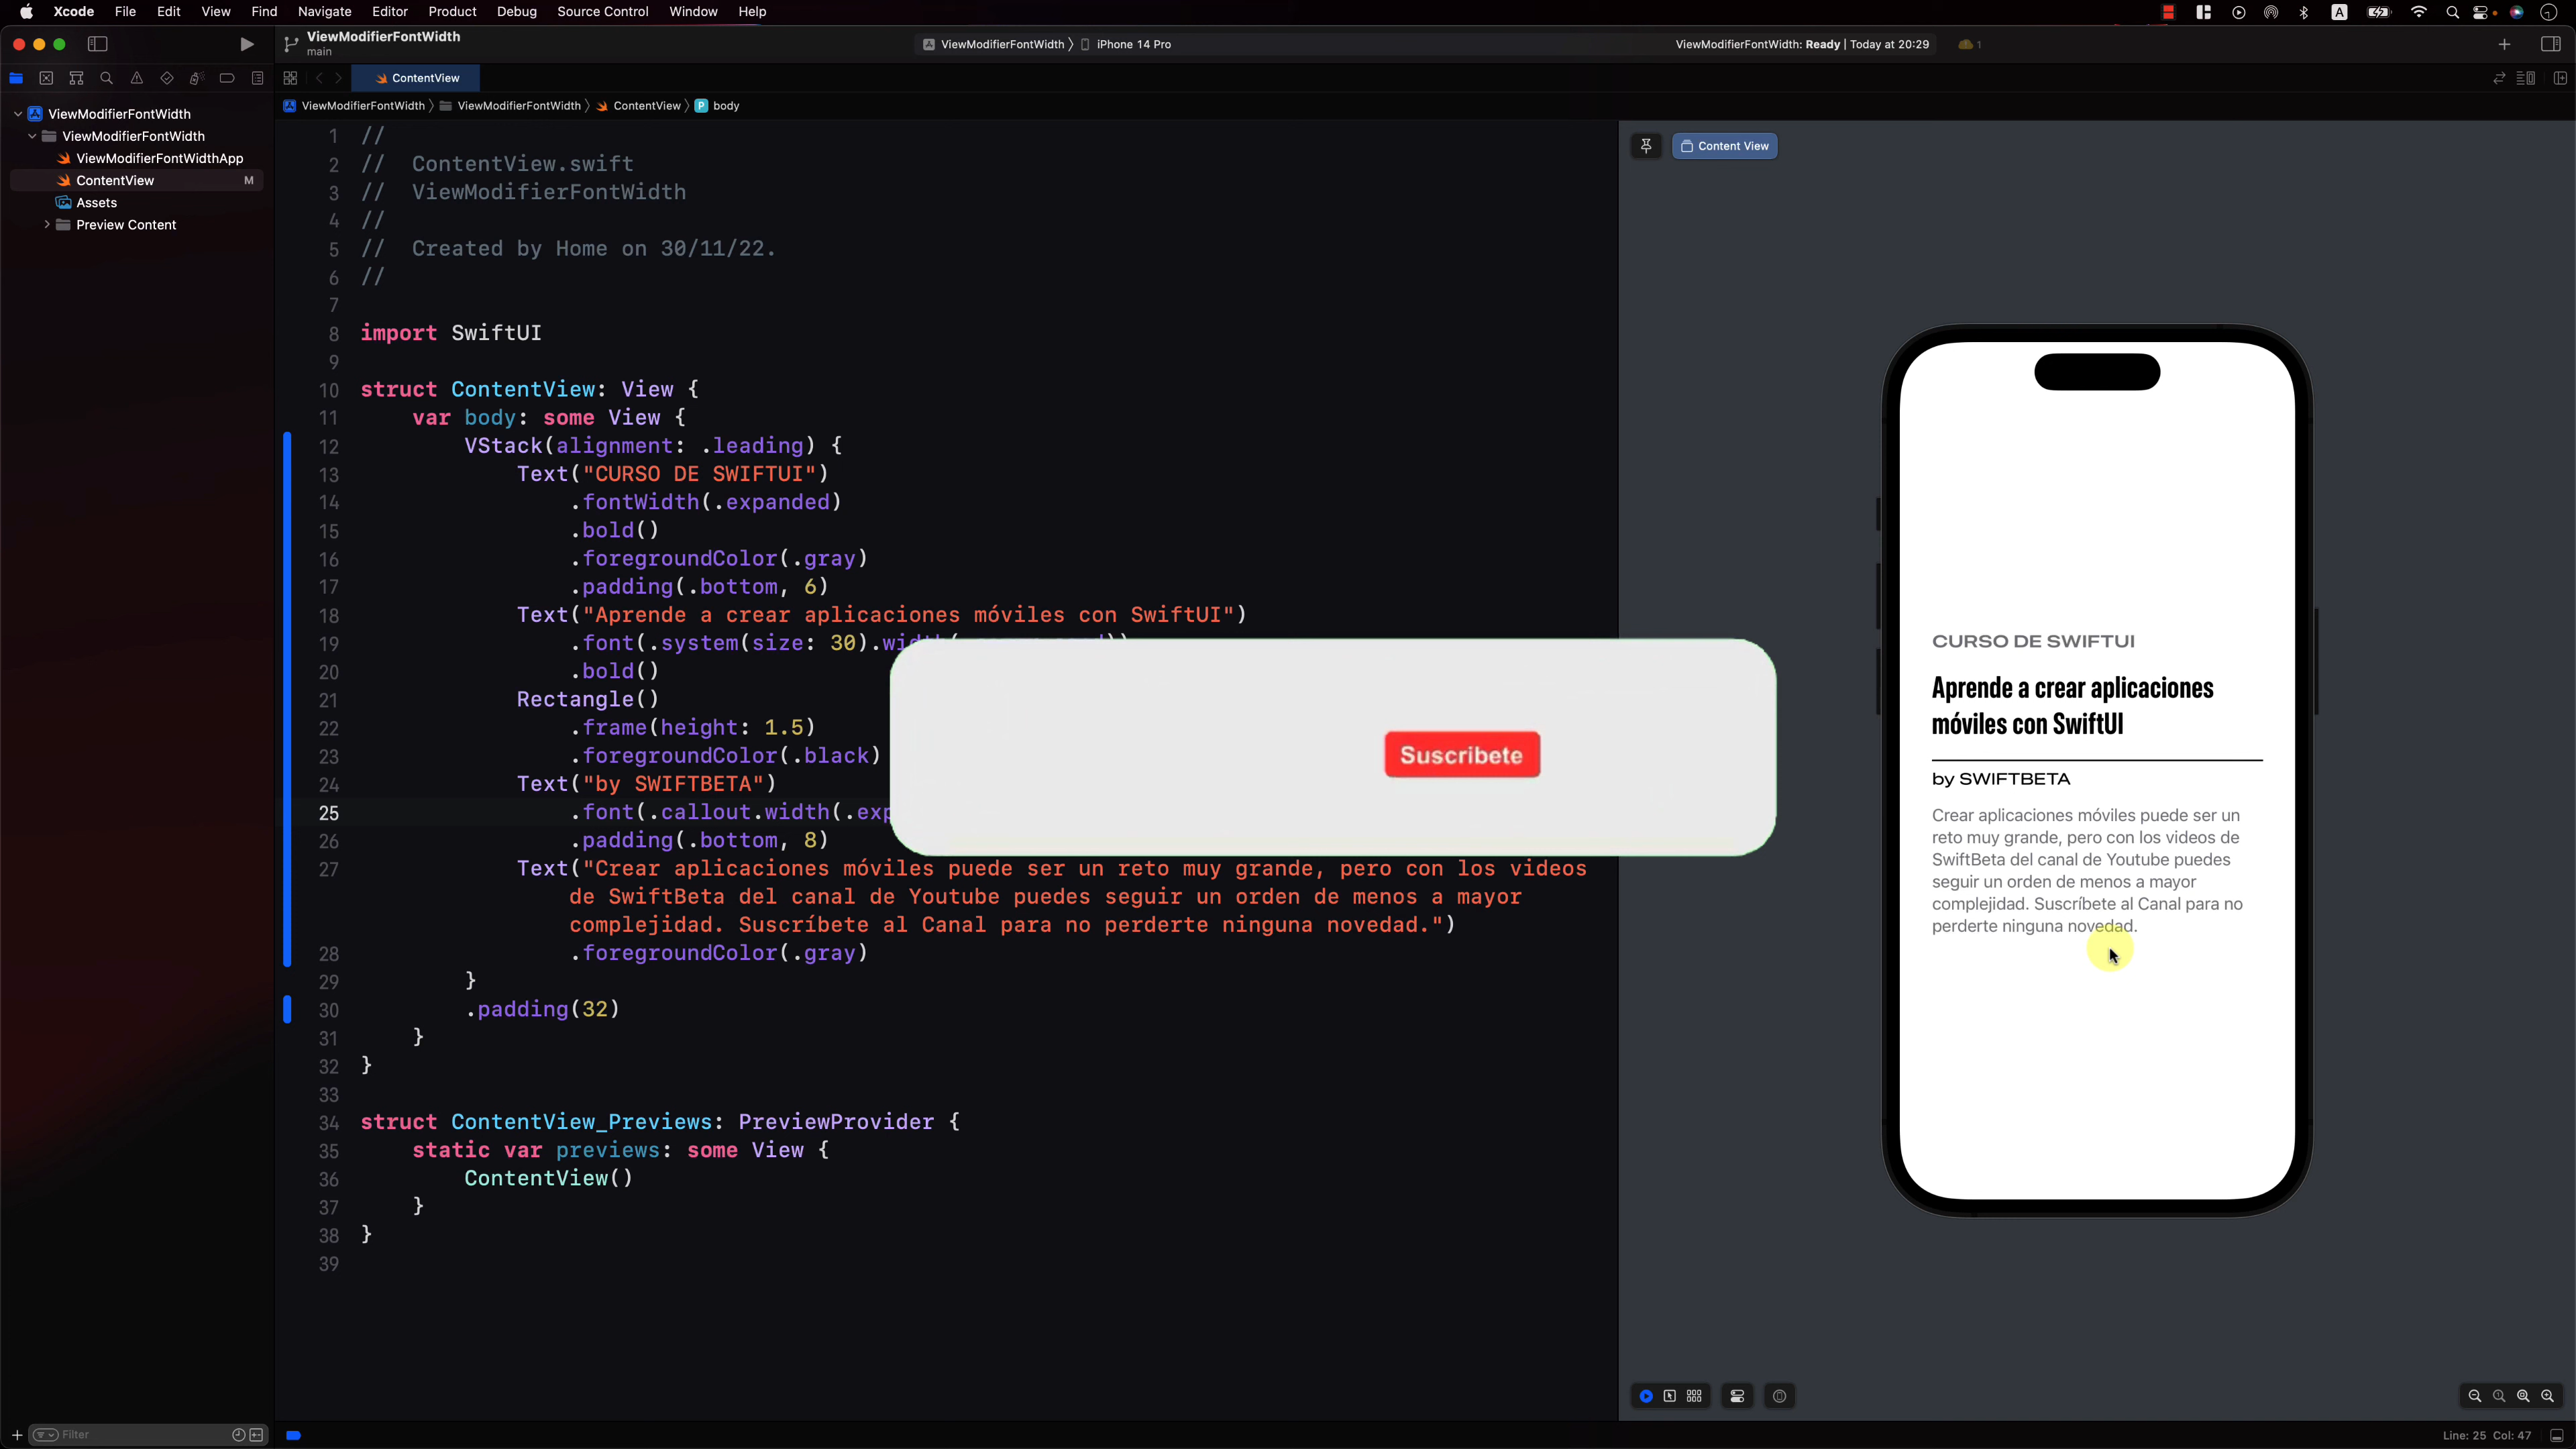 Xcode File Edit View Find Navigate Editor Product Debug Source Control Window Help
A
ViewModifierFontWidth
main
ViewModifierFontWidth 〉 iPhone 14 Pro
ViewModifierFontWidth: Ready | Today at 20:29
1
ContentView
ViewModifierFontWidth 〉 ViewModifierFontWidth 〉 ContentView 〉 P body
ViewModifierFontWidth
ViewModifierFontWidth
ViewModifierFontWidthApp
ContentView M
Assets
Preview Content
1 //
2 // ContentView.swift
3 // ViewModifierFontWidth
4 //
5 // Created by Home on 30/11/22.
6 //
7
8 import SwiftUI
9
10 struct ContentView: View {
11 var body: some View {
12 VStack(alignment: .leading) {
13 Text("CURSO DE SWIFTUI")
14 .fontWidth(.expanded)
15 .bold()
16 .foregroundColor(.gray)
17 .padding(.bottom, 6)
18 Text("Aprende a crear aplicaciones móviles con SwiftUI")
19 .font(.system(size: 30)
20 .bold()
21 Rectangle()
22 .frame(height: 1.5)
23 .foregroundColor(.black)
24 Text("by SWIFTBETA")
25 .font(.callout.width(.exp
26 .padding(.bottom, 8)
27 Text("Crear aplicaciones móviles puede ser un reto muy grande, pero con los videos
de SwiftBeta del canal de Youtube puedes seguir un orden de menos a mayor
complejidad. Suscríbete al Canal para no perderte ninguna novedad.")
28 .foregroundColor(.gray)
29 }
30 .padding(32)
31 }
32 }
33
34 struct ContentView_Previews: PreviewProvider {
35 static var previews: some View {
36 ContentView()
37 }
38 }
39
Suscribete
Content View
CURSO DE SWIFTUI
Aprende a crear aplicaciones
móviles con SwiftUI
by SWIFTBETA
Crear aplicaciones móviles puede ser un
reto muy grande, pero con los videos de
SwiftBeta del canal de Youtube puedes
seguir un orden de menos a mayor
complejidad. Suscríbete al Canal para no
perderte ninguna novedad.
Filter
Line: 25 Col: 47